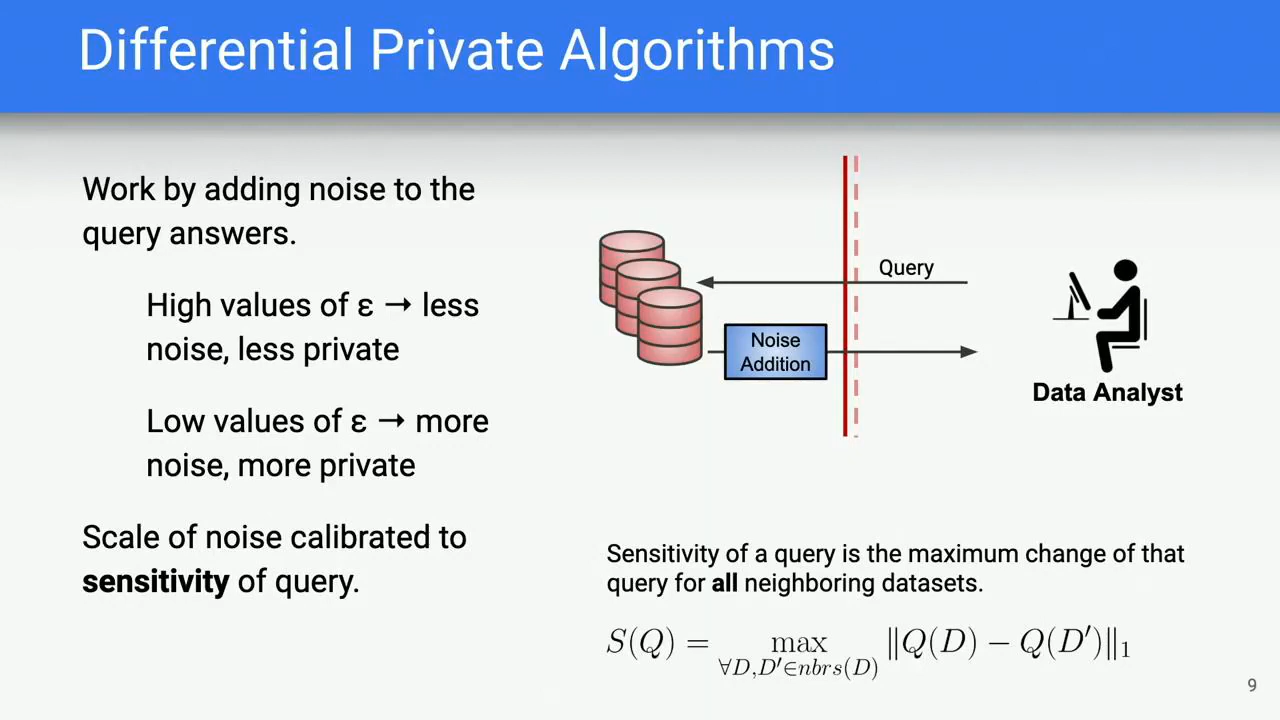 Differential Private Algorithms
Work by adding noise to the
query answers.
High values of ε → less
noise, less private
Low values of ε → more
noise, more private
Scale of noise calibrated to
sensitivity of query.
Query
Noise
Addition
Data Analyst
Sensitivity of a query is the maximum change of that
query for all neighboring datasets.
S(Q) = max ‖Q(D) − Q(D′)‖₁
∀D,D′∈nbrs(D)
9